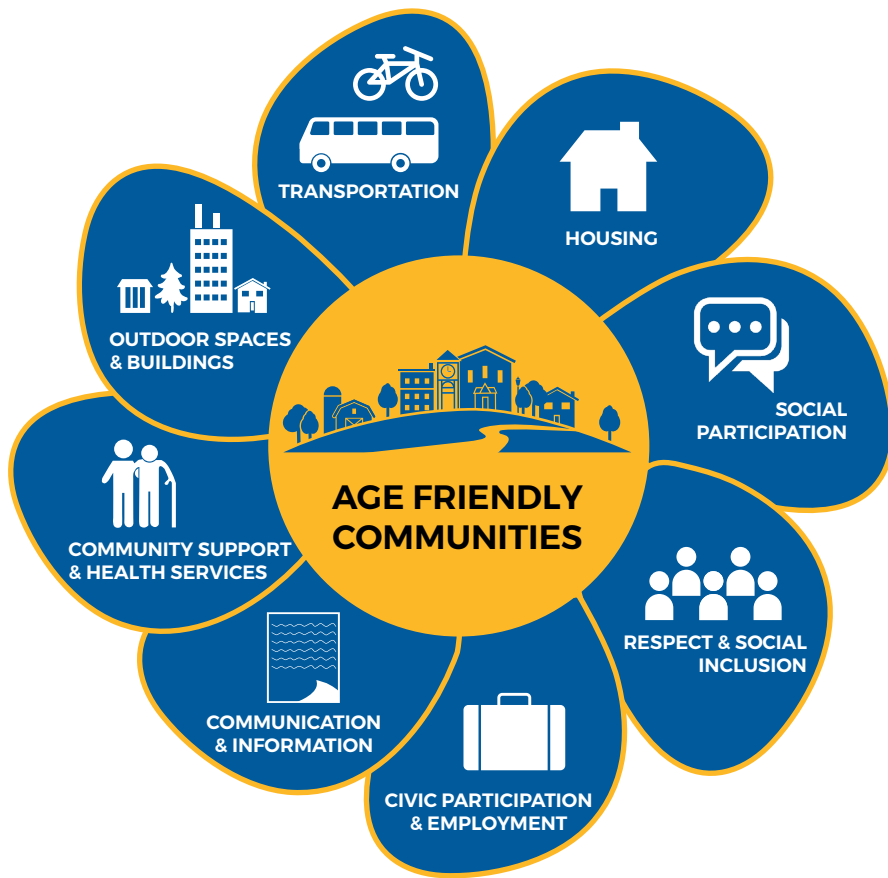 TRANSPORTATION
HOUSING
SOCIAL
PARTICIPATION
RESPECT & SOCIAL
INCLUSION
CIVIC PARTICIPATION
& EMPLOYMENT
COMMUNICATION
& INFORMATION
COMMUNITY SUPPORT
& HEALTH SERVICES
OUTDOOR SPACES
& BUILDINGS
AGE FRIENDLY
COMMUNITIES